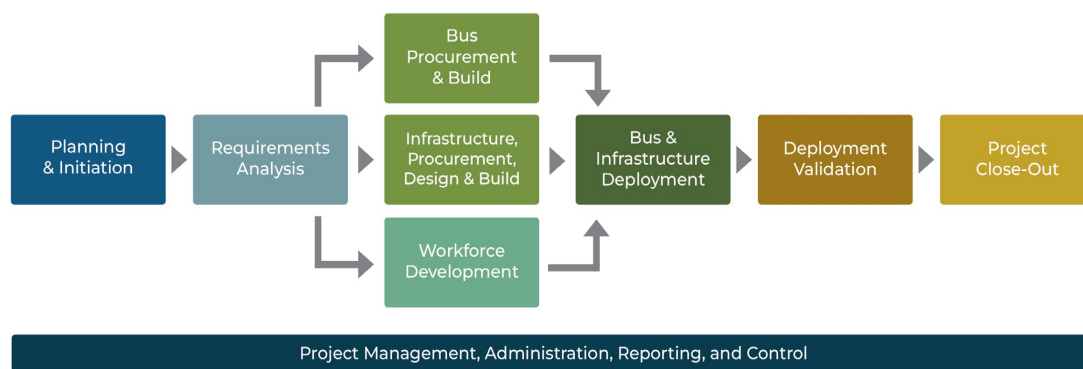 Planning
& Initiation
Requirements
Analysis
Bus
Procurement
& Build
Infrastructure,
Procurement,
Design & Build
Workforce
Development
Bus &
Infrastructure
Deployment
Deployment
Validation
Project
Close-Out
Project Management, Administration, Reporting, and Control